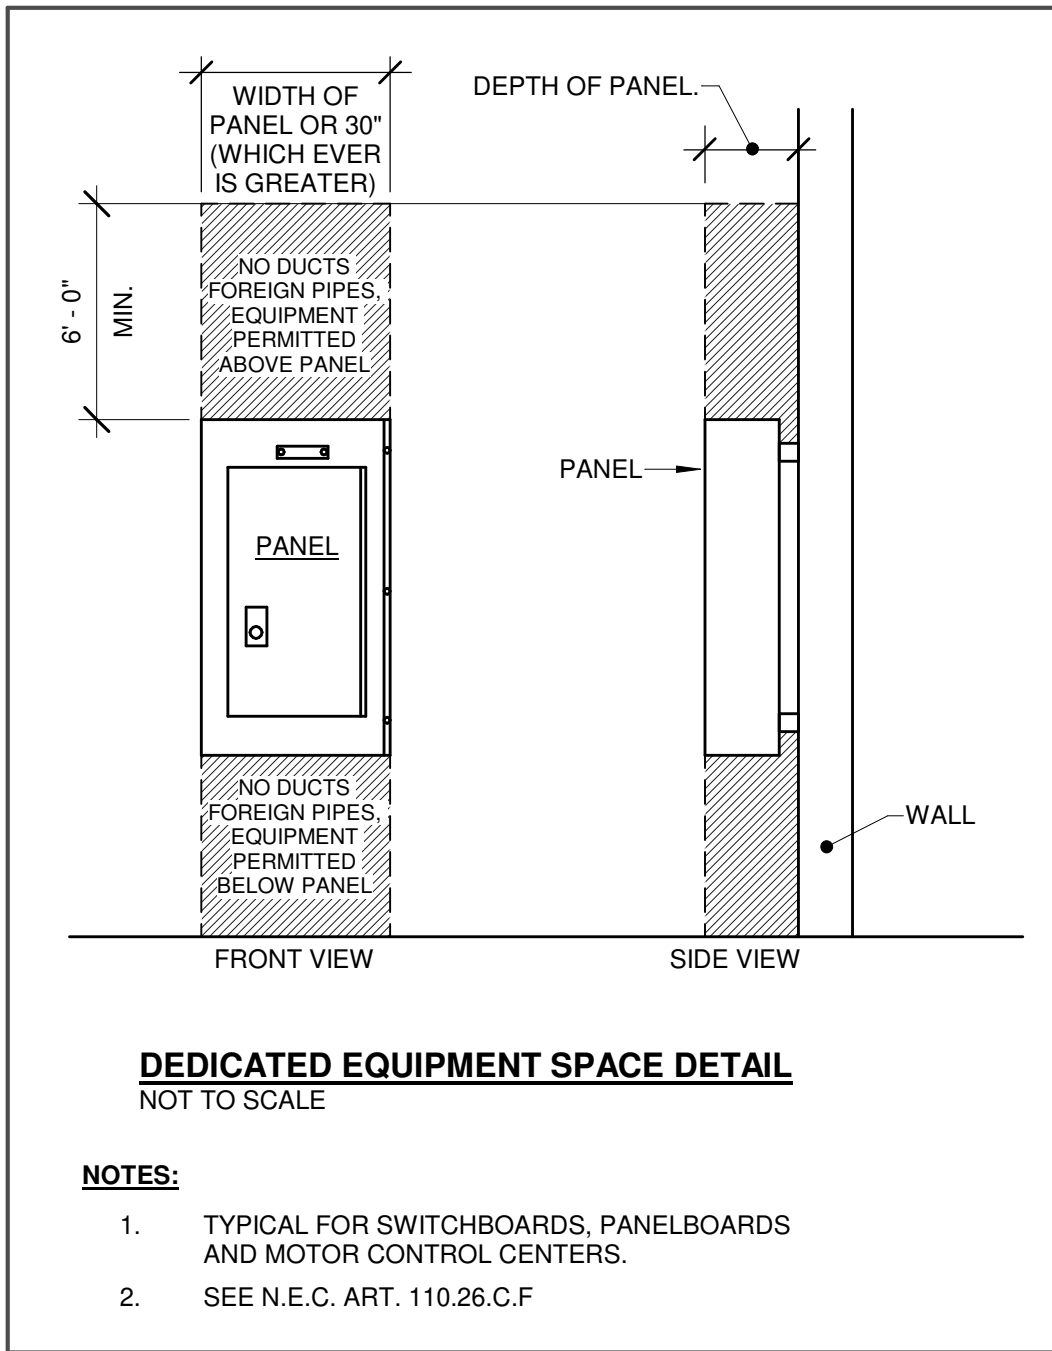 WIDTH OF
PANEL OR 30"
(WHICH EVER
IS GREATER)
DEPTH OF PANEL.
6' - 0"
MIN.
NO DUCTS
FOREIGN PIPES,
EQUIPMENT
PERMITTED
ABOVE PANEL
PANEL
PANEL
NO DUCTS
FOREIGN PIPES,
EQUIPMENT
PERMITTED
BELOW PANEL
WALL
FRONT VIEW
SIDE VIEW
DEDICATED EQUIPMENT SPACE DETAIL
NOT TO SCALE
NOTES:
1. TYPICAL FOR SWITCHBOARDS, PANELBOARDS
AND MOTOR CONTROL CENTERS.
2. SEE N.E.C. ART. 110.26.C.F